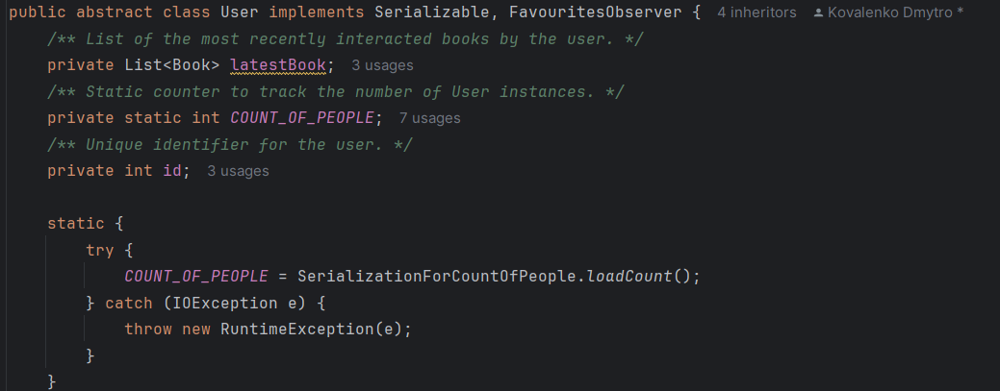 public abstract class User implements Serializable, FavouritesObserver {  4 inheritors  Kovalenko Dmytro *
/** List of the most recently interacted books by the user. */
private List<Book> latestBook;  3 usages
/** Static counter to track the number of User instances. */
private static int COUNT_OF_PEOPLE;  7 usages
/** Unique identifier for the user. */
private int id;  3 usages
static {
try {
COUNT_OF_PEOPLE = SerializationForCountOfPeople.loadCount();
} catch (IOException e) {
throw new RuntimeException(e);
}
}